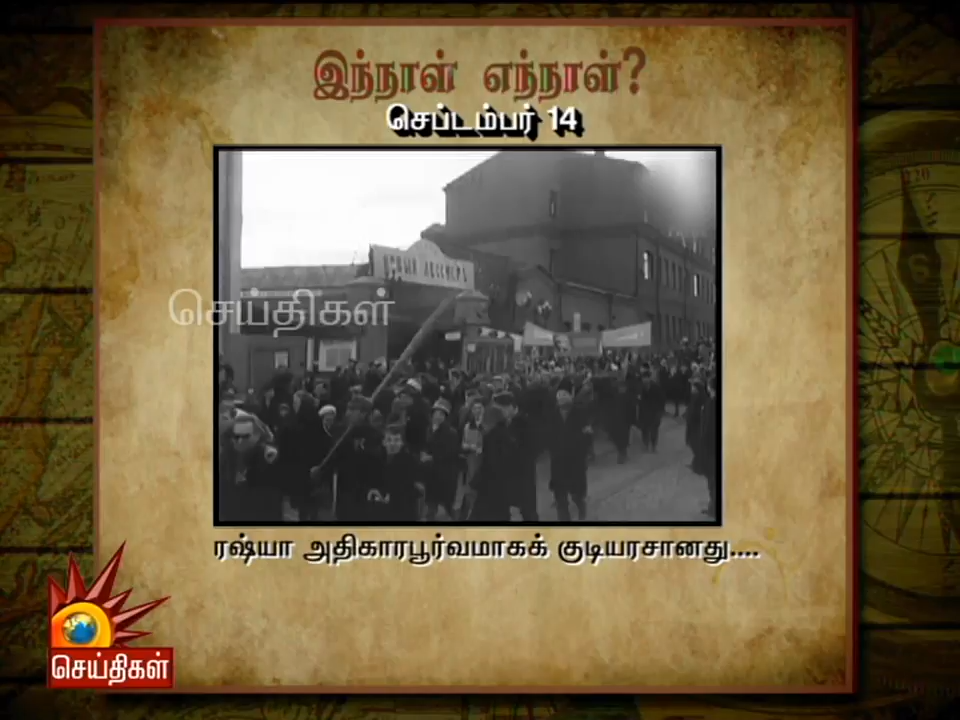 இந்நாள் எந்நாள்?
செப்டம்பர் 14
செய்திகள்
ரஷ்யா அதிகாரபூர்வமாகக் குடியரசானது....
செய்திகள்